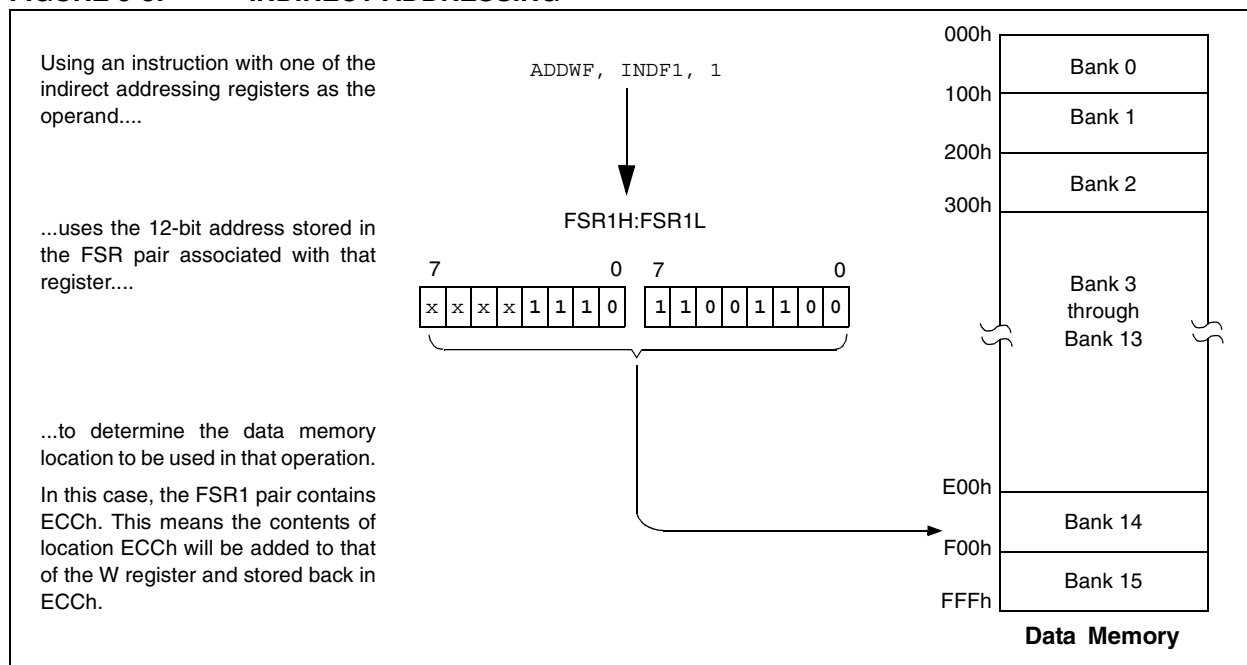 Using an instruction with one of the
indirect addressing registers as the
operand....
ADDWF, INDF1, 1
...uses the 12-bit address stored in
the FSR pair associated with that
register....
FSR1H:FSR1L
7 0 7 0
x x x x 1 1 1 0 1 1 0 0 1 1 0 0
...to determine the data memory
location to be used in that operation.
In this case, the FSR1 pair contains
ECCh. This means the contents of
location ECCh will be added to that
of the W register and stored back in
ECCh.
000h
Bank 0
100h
Bank 1
200h
Bank 2
300h
Bank 3
through
Bank 13
E00h
Bank 14
F00h
Bank 15
FFFh
Data Memory